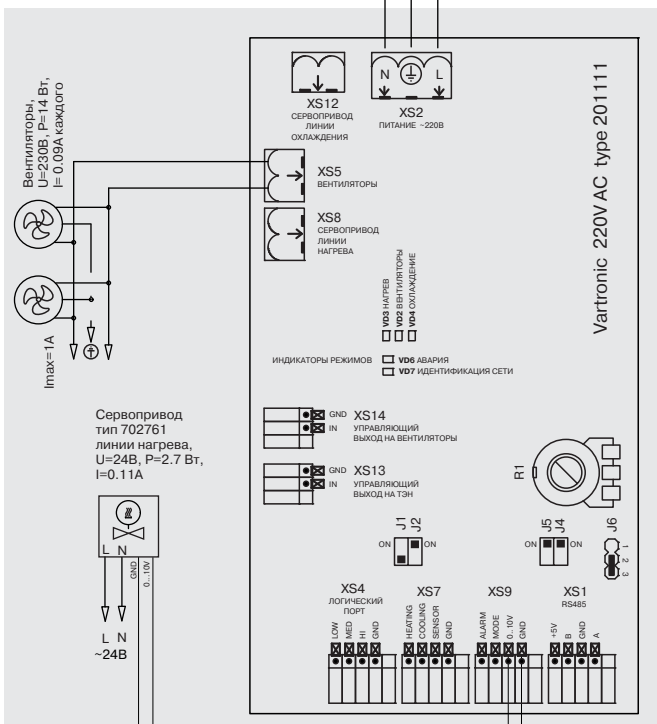 N
L
XS12
СЕРВОПРИВОД
ЛИНИИ
ОХЛАЖДЕНИЯ
XS2
ПИТАНИЕ ~220В
Vartronic 220V AC type 201111
Вентиляторы,
U=230В, P=14 Вт,
I= 0.09А каждого
XS5
ВЕНТИЛЯТОРЫ
XS8
СЕРВОПРИВОД
ЛИНИИ
НАГРЕВА
VD3 НАГРЕВ
VD2 ВЕНТИЛЯТОРЫ
VD4 ОХЛАЖДЕНИЕ
Imax=1A
ИНДИКАТОРЫ РЕЖИМОВ
VD6 АВАРИЯ
VD7 ИДЕНТИФИКАЦИЯ СЕТИ
Сервопривод
тип 702761
линии нагрева,
U=24В, P=2.7 Вт,
I=0.11А
GND XS14
IN УПРАВЛЯЮЩИЙ
ВЫХОД НА ВЕНТИЛЯТОРЫ
GND XS13
IN УПРАВЛЯЮЩИЙ
ВЫХОД НА ТЭН
R1
J1
J2
ON
ON
J5
J4
ON
ON
J6
1
2
3
L N
GND
0...10V
L N
~24В
XS4
ЛОГИЧЕСКИЙ
ПОРТ
LOW
MED
HI
GND
XS7
HEATING
COOLING
SENSOR
GND
XS9
ALARM
MODE
0...10V
GND
XS1
RS485
+5V
B
GND
A